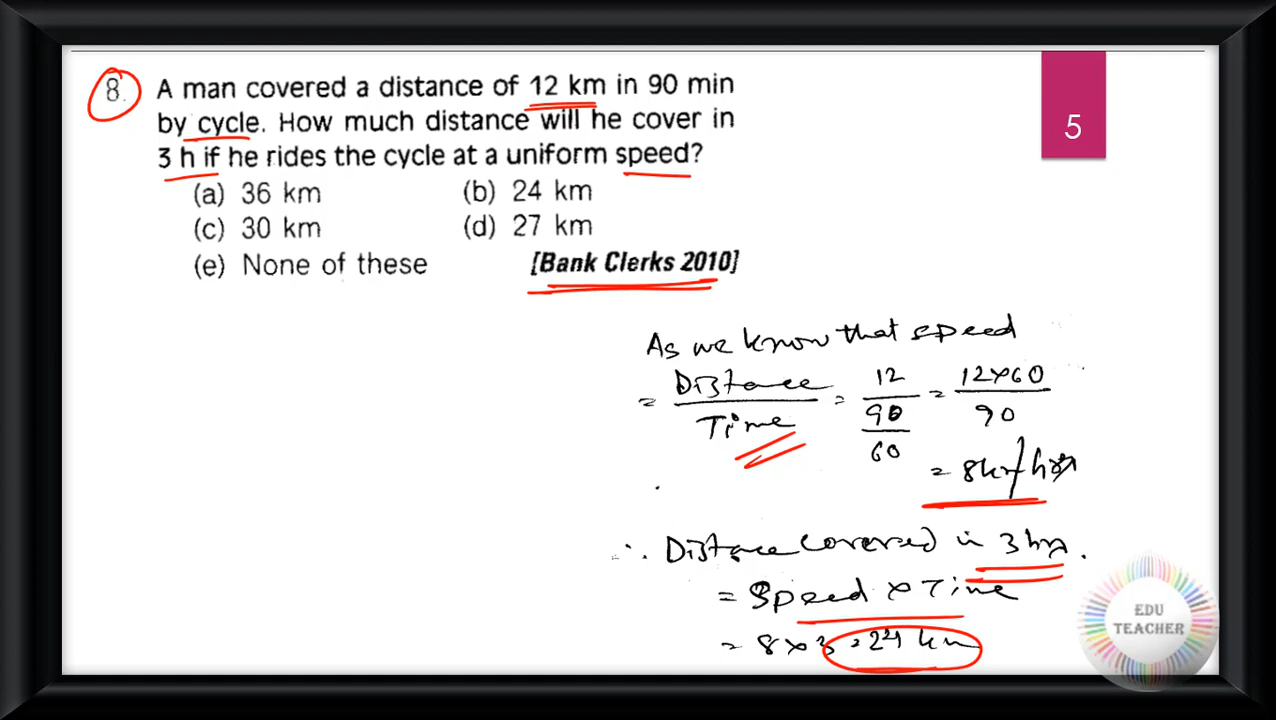 8. A man covered a distance of 12 km in 90 min
by cycle. How much distance will he cover in
3 h if he rides the cycle at a uniform speed?
(a) 36 km (b) 24 km
(c) 30 km (d) 27 km
(e) None of these [Bank Clerks 2010]
5
As we know that speed
= Distance / Time = 12 / 90 / 60 = 12×60 / 90
= 8km/hr
∴ Distance covered in 3 hrs.
= Speed × Time
= 8 × 3 = 24 km
EDU
TEACHER